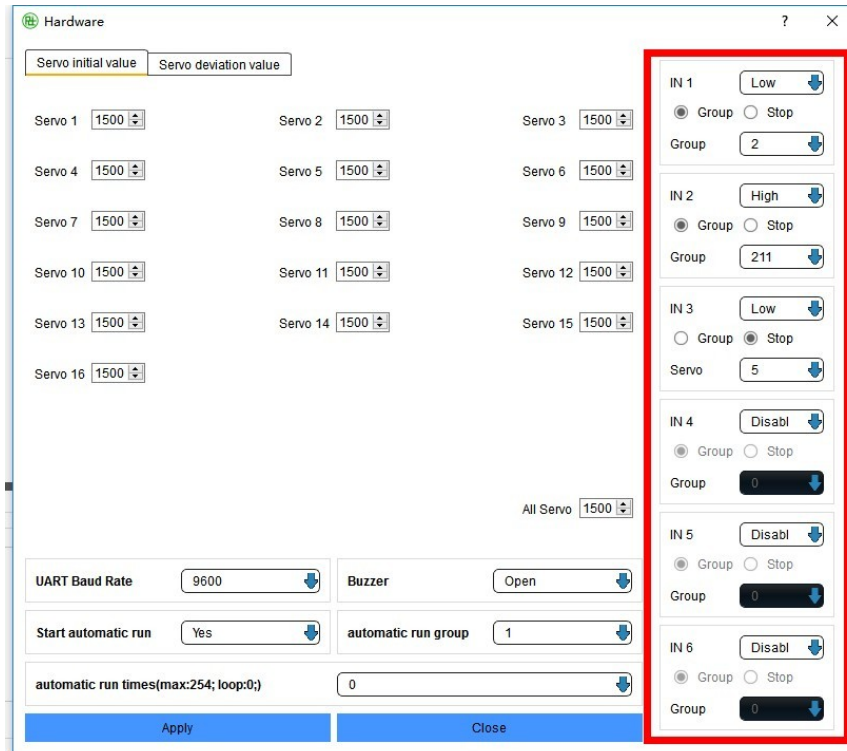 Hardware
? ×
Servo initial value Servo deviation value
Servo 1 1500 Servo 2 1500 Servo 3 1500
Servo 4 1500 Servo 5 1500 Servo 6 1500
Servo 7 1500 Servo 8 1500 Servo 9 1500
Servo 10 1500 Servo 11 1500 Servo 12 1500
Servo 13 1500 Servo 14 1500 Servo 15 1500
Servo 16 1500
All Servo 1500
UART Baud Rate 9600 Buzzer Open
Start automatic run Yes automatic run group 1
automatic run times(max:254; loop:0;) 0
Apply Close
IN 1 Low
Group Stop
Group 2
IN 2 High
Group Stop
Group 211
IN 3 Low
Group Stop
Servo 5
IN 4 Disabl
Group Stop
Group 0
IN 5 Disabl
Group Stop
Group 0
IN 6 Disabl
Group Stop
Group 0